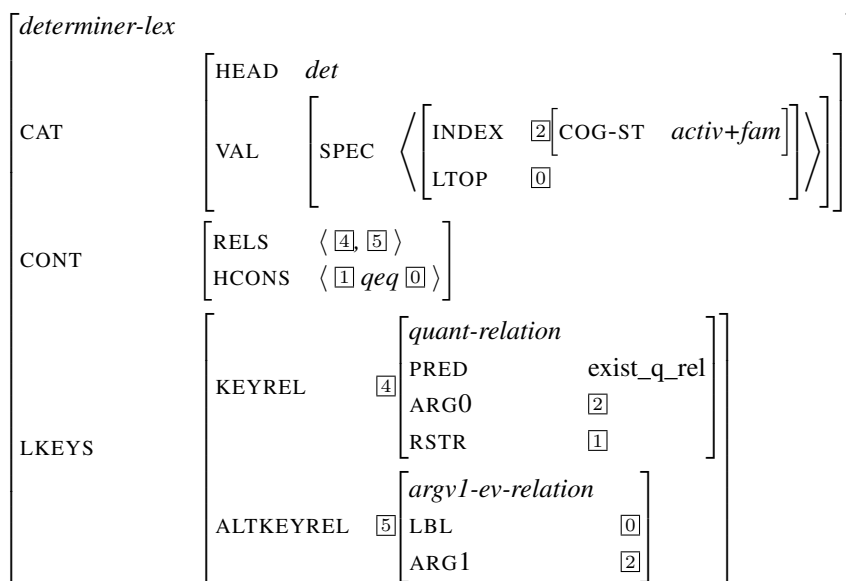 determiner-lex
HEAD det
CAT VAL SPEC ⟨ INDEX 2 COG-ST activ+fam ⟩
LTOP 0
CONT RELS ⟨ 4, 5 ⟩
HCONS ⟨ 1 qeq 0 ⟩
quant-relation
PRED exist_q_rel
KEYREL 4 ARG0 2
RSTR 1
LKEYS
argv1-ev-relation
ALTKEYREL 5 LBL 0
ARG1 2